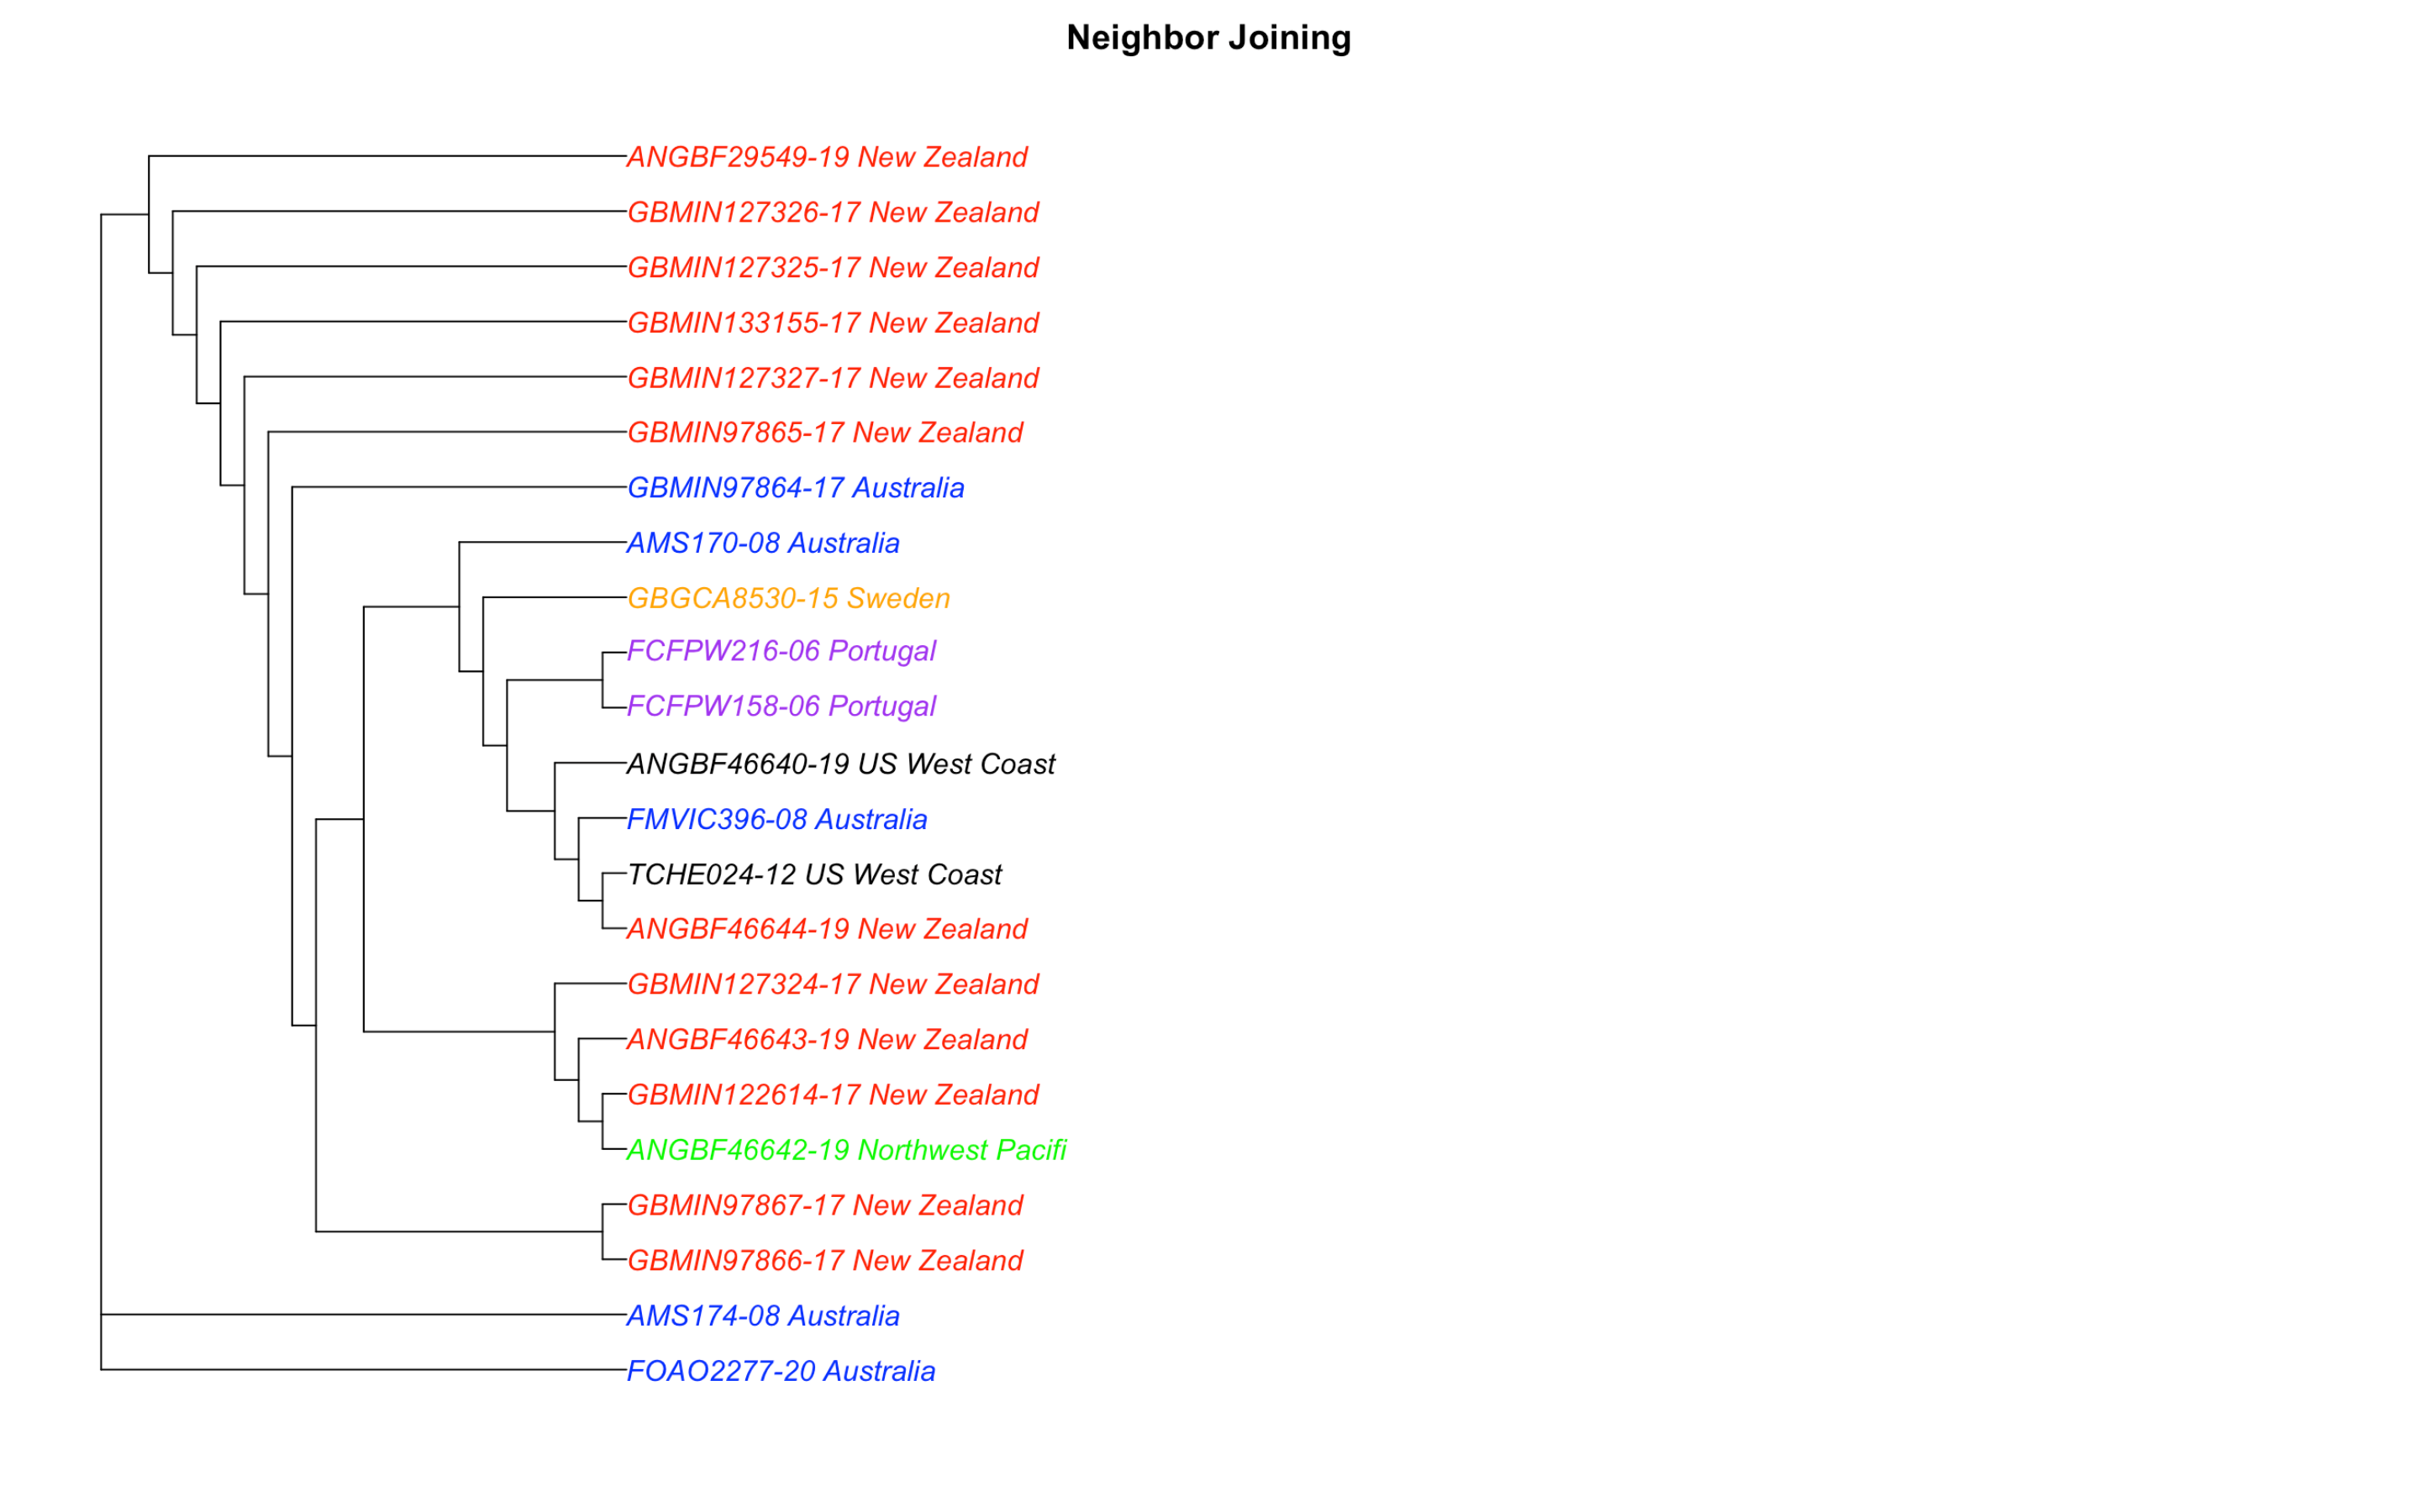 Neighbor Joining
ANGBF29549-19 New Zealand
GBMIN127326-17 New Zealand
GBMIN127325-17 New Zealand
GBMIN133155-17 New Zealand
GBMIN127327-17 New Zealand
GBMIN97865-17 New Zealand
GBMIN97864-17 Australia
AMS170-08 Australia
GBGCA8530-15 Sweden
FCFPW216-06 Portugal
FCFPW158-06 Portugal
ANGBF46640-19 US West Coast
FMVIC396-08 Australia
TCHE024-12 US West Coast
ANGBF46644-19 New Zealand
GBMIN127324-17 New Zealand
ANGBF46643-19 New Zealand
GBMIN122614-17 New Zealand
ANGBF46642-19 Northwest Pacifi
GBMIN97867-17 New Zealand
GBMIN97866-17 New Zealand
AMS174-08 Australia
FOAO2277-20 Australia